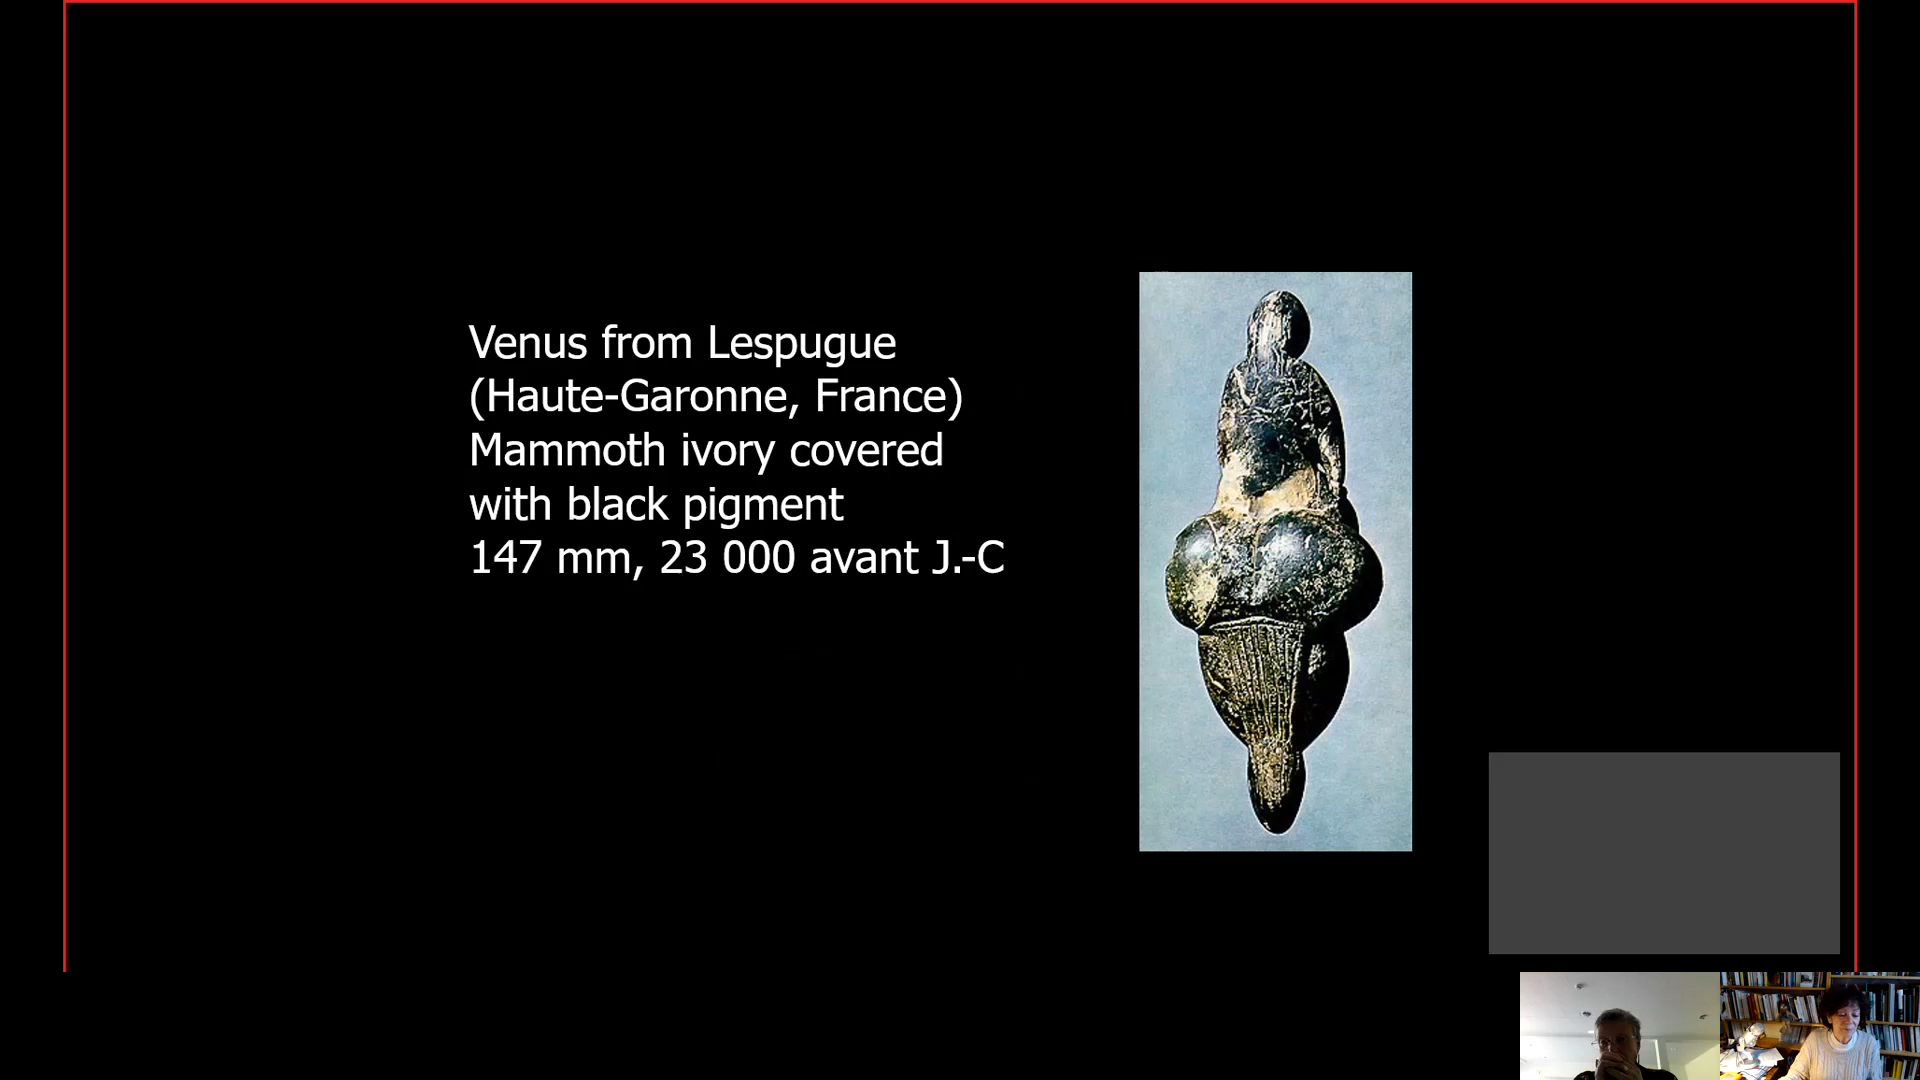 Venus from Lespugue
(Haute-Garonne, France)
Mammoth ivory covered
with black pigment
147 mm, 23 000 avant J.-C